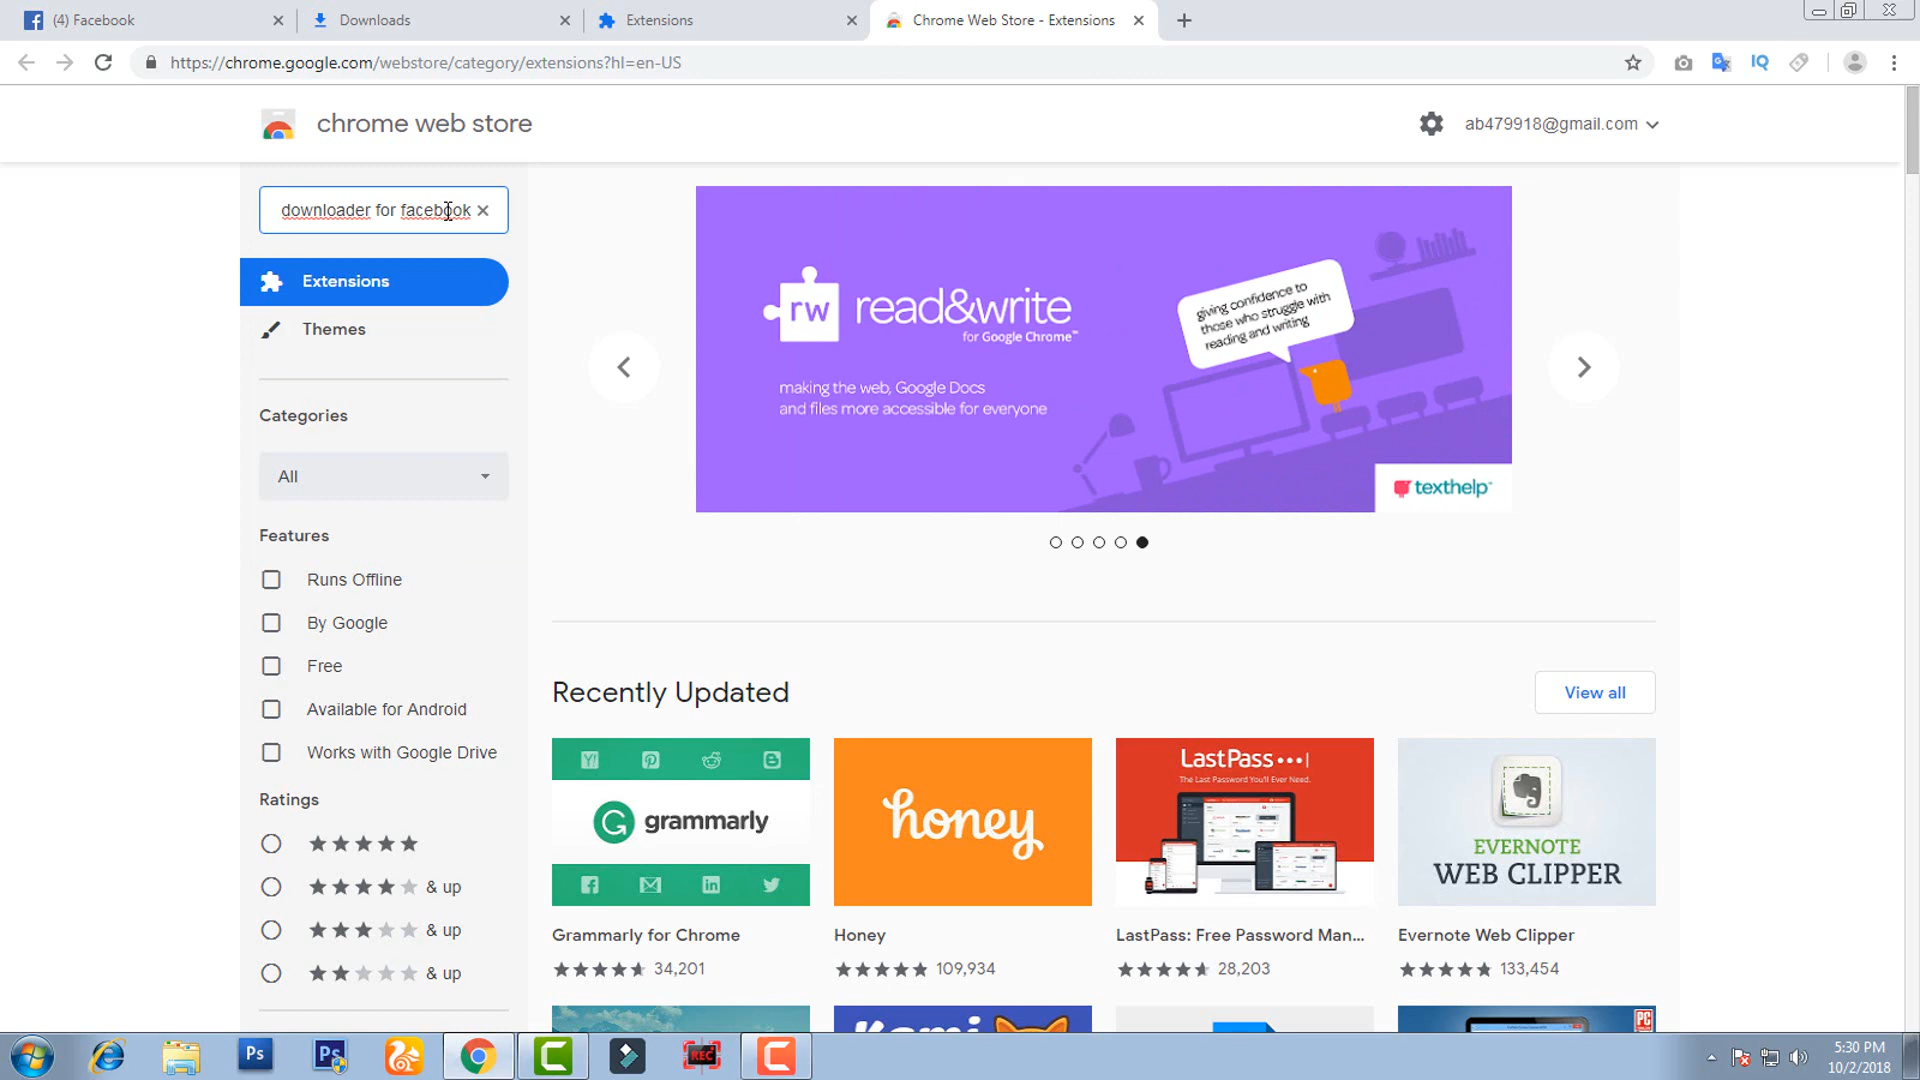 (4) Facebook
Downloads
Extensions
Chrome Web Store - Extensions
https://chrome.google.com/webstore/category/extensions?hl=en-US
IQ
chrome web store
ab479918@gmail.com
downloader for facebook
Extensions
Themes
Categories
All
Features
Runs Offline
By Google
Free
Available for Android
Works with Google Drive
Ratings
& up
& up
& up
rw read&write
for Google Chrome™
making the web, Google Docs
and files more accessible for everyone
giving confidence to
those who struggle with
reading and writing
texthelp™
Recently Updated
View all
grammarly
honey
LastPass•••|
The Last Password You'll Ever Need.
EVERNOTE
WEB CLIPPER
Grammarly for Chrome
34,201
Honey
109,934
LastPass: Free Password Man...
28,203
Evernote Web Clipper
133,454
Kami
PC
Ps
Ps
REC
5:30 PM
10/2/2018